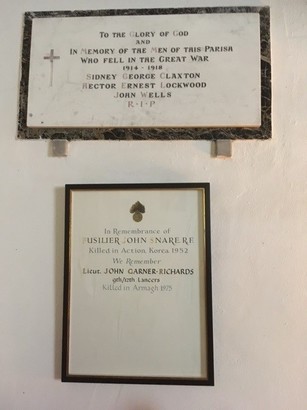 To the Glory of God
and
In Memory of the Men of this Parish
Who fell in the Great War
1914 - 1918
Sidney George Claxton
Hector Ernest Lockwood
John Wells
R·I·P
In Remembrance of
FUSILIER JOHN SNARE.R.F.
Killed in Action, Korea 1952
We Remember
Lieut. JOHN GARNER-RICHARDS
9th/12th Lancers
Killed in Armagh 1975